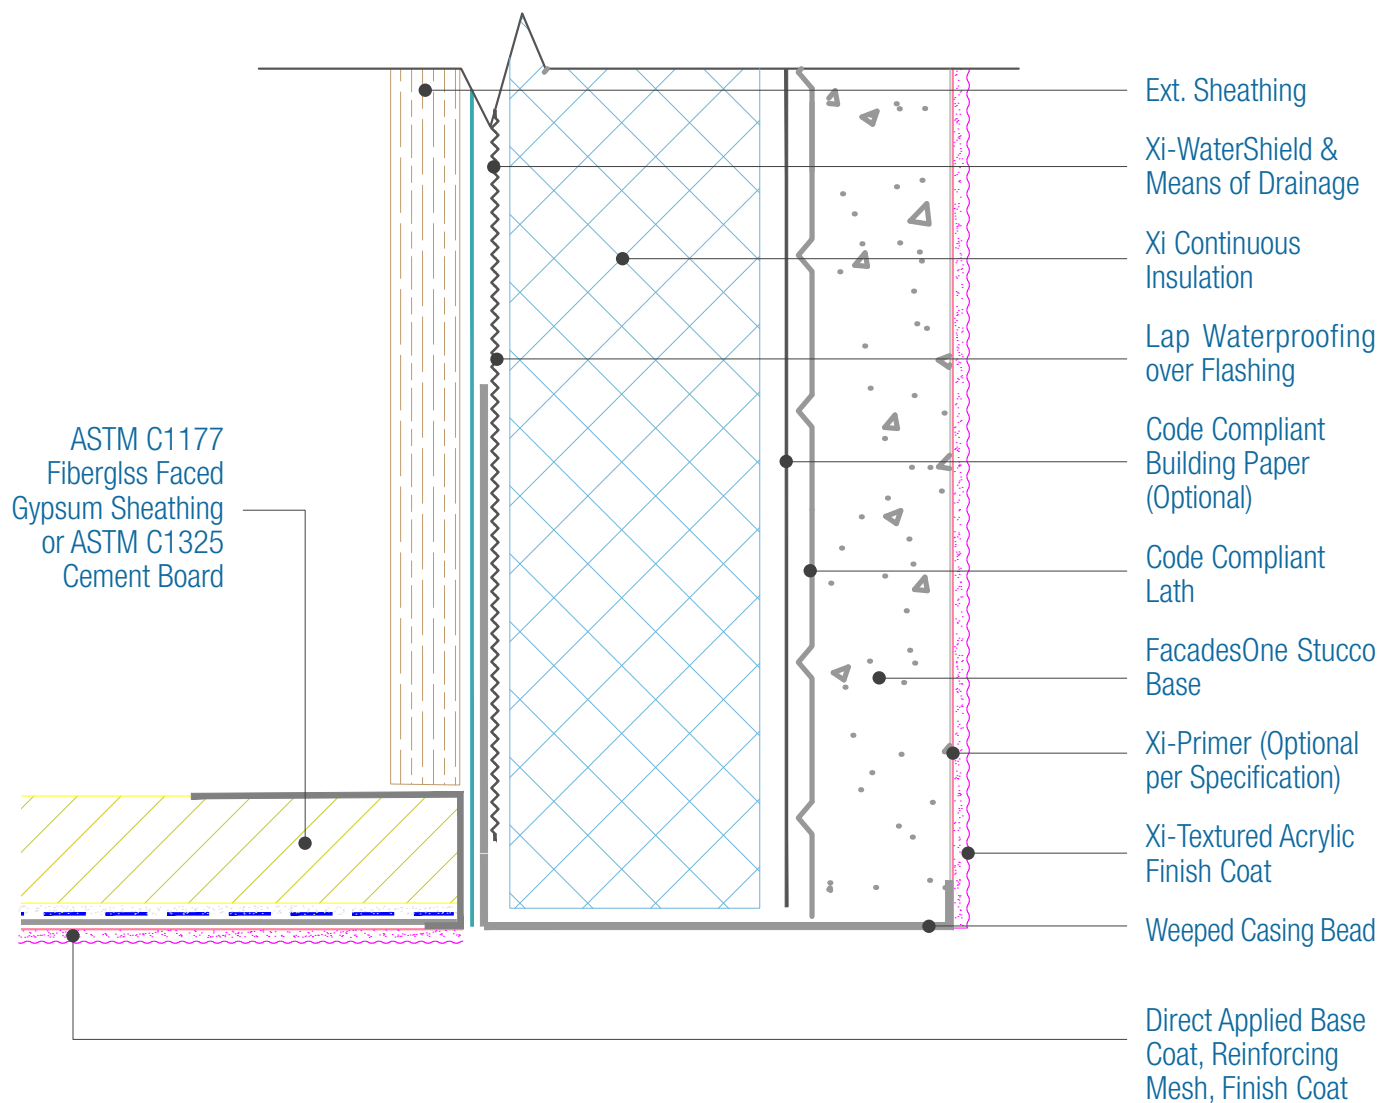 Ext. Sheathing
Xi-WaterShield &
Means of Drainage
Xi Continuous
Insulation
Lap Waterproofing
over Flashing
Code Compliant
Building Paper
(Optional)
Code Compliant
Lath
FacadesOne Stucco
Base
Xi-Primer (Optional
per Specification)
Xi-Textured Acrylic
Finish Coat
Weeped Casing Bead
Direct Applied Base
Coat, Reinforcing
Mesh, Finish Coat
ASTM C1177
Fiberglss Faced
Gypsum Sheathing
or ASTM C1325
Cement Board